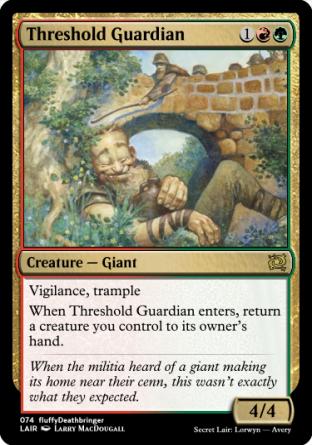 Threshold Guardian 1
Creature — Giant
Vigilance, trample
When Threshold Guardian enters, return
a creature you control to its owner's
hand.
When the militia heard of a giant making
its home near their cenn, this wasn't exactly
what they expected.
4/4
074 fluffyDeathbringer
LAIR Larry MacDougall
Secret Lair: Lorwyn — Avery